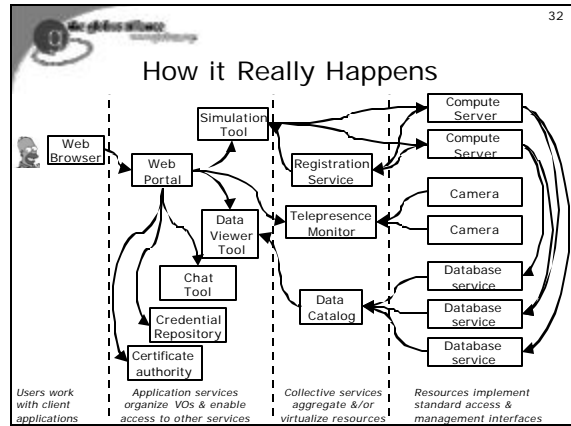 32
the globus alliance
How it Really Happens
Web
Browser
Web
Portal
Simulation
Tool
Data
Viewer
Tool
Chat
Tool
Credential
Repository
Certificate
authority
Registration
Service
Telepresence
Monitor
Data
Catalog
Compute
Server
Compute
Server
Camera
Camera
Database
service
Database
service
Database
service
Users work
with client
applications
Application services
organize VOs & enable
access to other services
Collective services
aggregate &/or
virtualize resources
Resources implement
standard access &
management interfaces